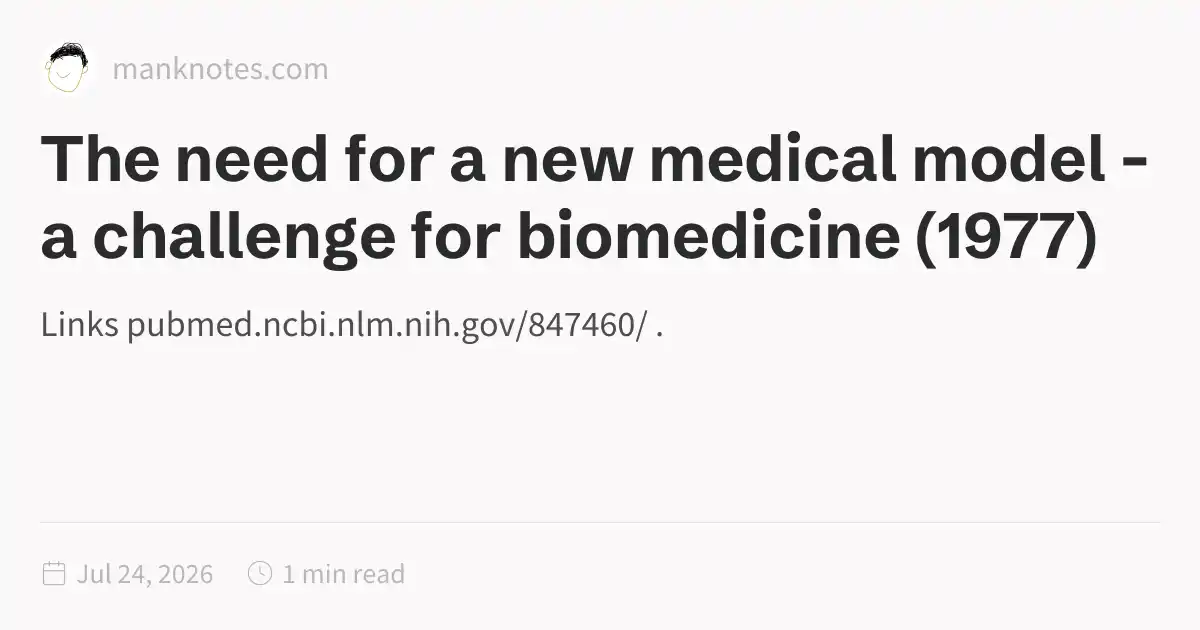 manknotes.com
The need for a new medical model -
a challenge for biomedicine (1977)
Links pubmed.ncbi.nlm.nih.gov/847460/ .
Jul 24, 2026 1 min read